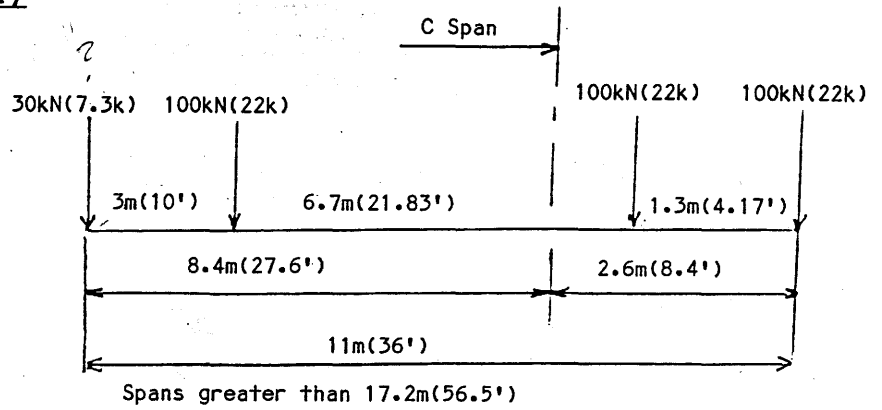 ?
C Span
30kN(7.3k) 100kN(22k) 100kN(22k) 100kN(22k)
3m(10') 6.7m(21.83') 1.3m(4.17')
8.4m(27.6') 2.6m(8.4')
11m(36')
Spans greater than 17.2m(56.5')